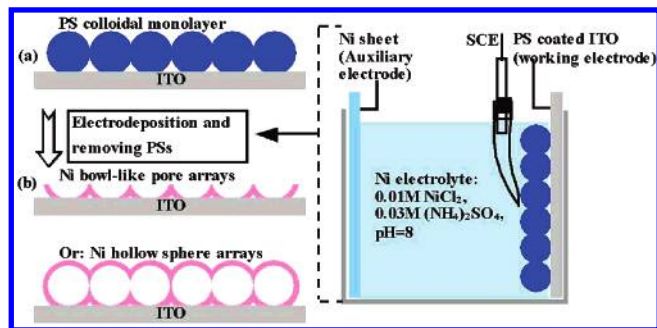 PS colloidal monolayer
(a)
ITO
Electrodeposition and
removing PSs
(b)
Ni bowl-like pore arrays
ITO
Or: Ni hollow sphere arrays
ITO
Ni sheet
(Auxiliary
electrode)
SCE
PS coated ITO
(working electrode)
Ni electrolyte:
0.01M NiCl₂,
0.03M (NH₄)₂SO₄,
pH=8